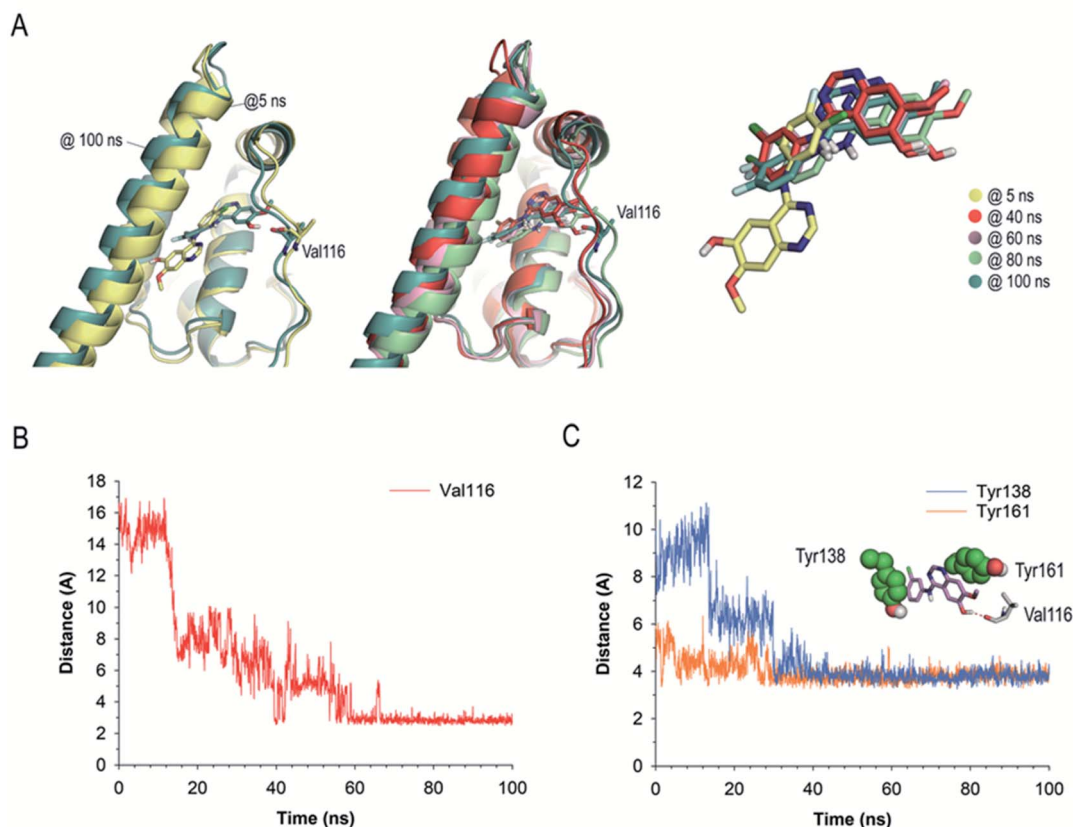 A
@5 ns
@ 100 ns
Val116
Val116
@ 5 ns
@ 40 ns
@ 60 ns
@ 80 ns
@ 100 ns
B
18
16
14
12
10
8
6
4
2
0
Distance (A)
Val116
0 20 40 60 80 100
Time (ns)
C
12
10
8
6
4
2
0
Distance (A)
Tyr138
Tyr161
Tyr138
Tyr161
Val116
0 20 40 60 80 100
Time (ns)